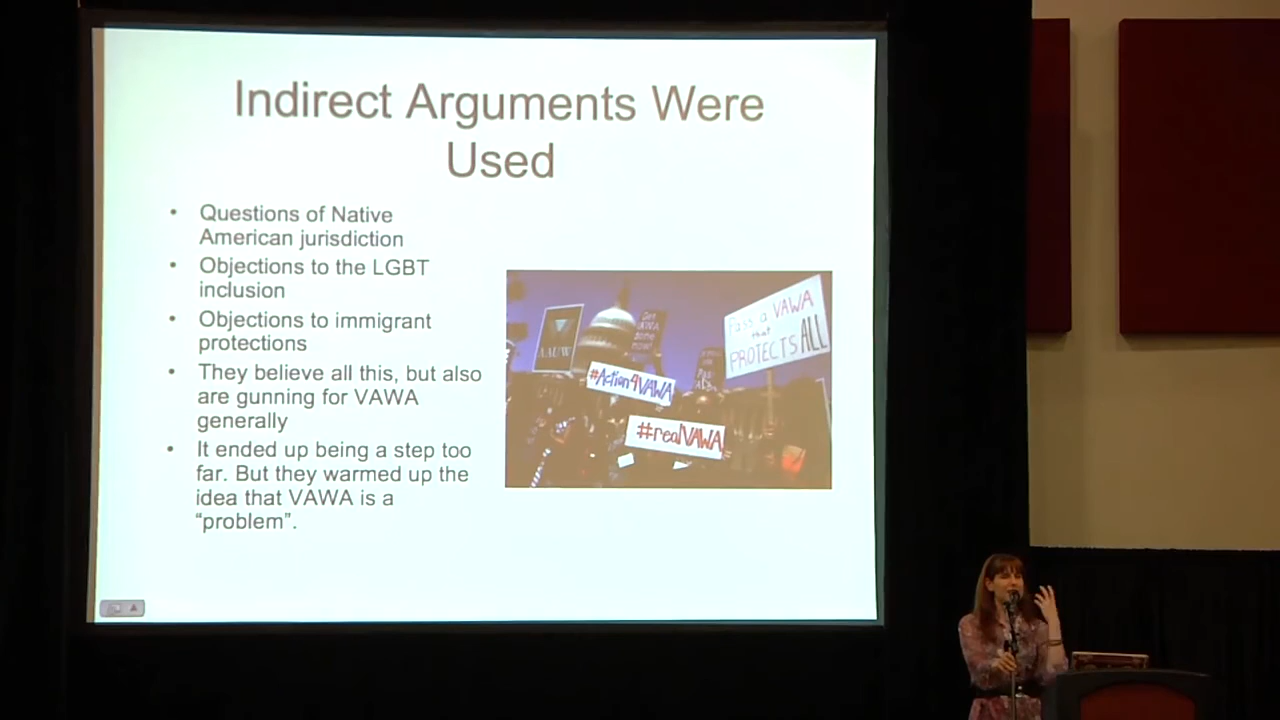 Indirect Arguments Were
Used
• Questions of Native
American jurisdiction
• Objections to the LGBT
inclusion
• Objections to immigrant
protections
• They believe all this, but also
are gunning for VAWA
generally
• It ended up being a step too
far. But they warmed up the
idea that VAWA is a
“problem”.
AAUW
Pass a VAWA
that
PROTECTS ALL
#Action4VAWA
#realVAWA